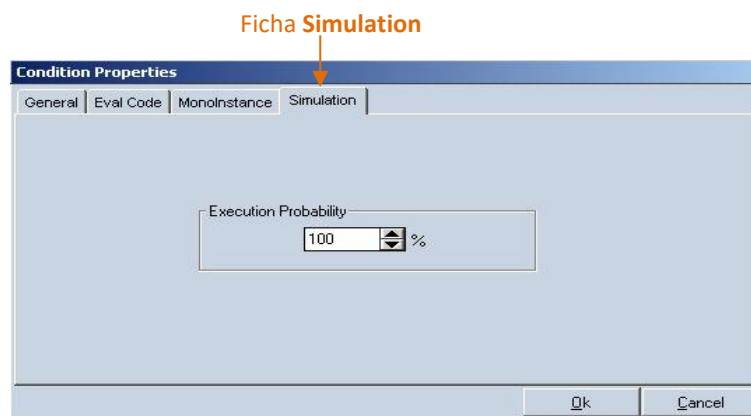 Ficha Simulation
Condition Properties
General Eval Code MonoInstance Simulation
Execution Probability
100 %
Ok Cancel